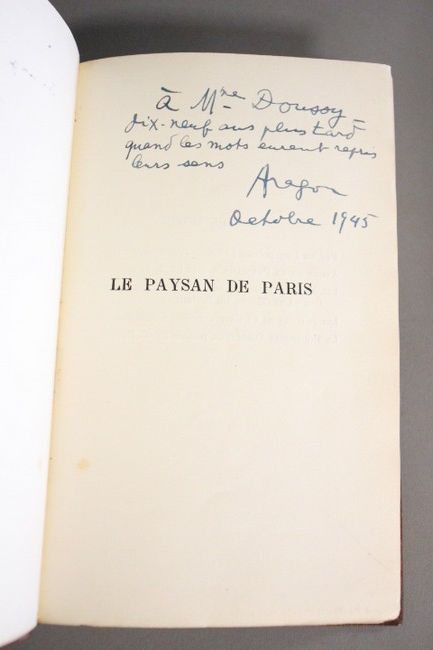 à Mme Doussy
dix-neuf ans plus tard
quand les mots eurent repris
leurs sens
Aragon
Octobre 1945
LE PAYSAN DE PARIS